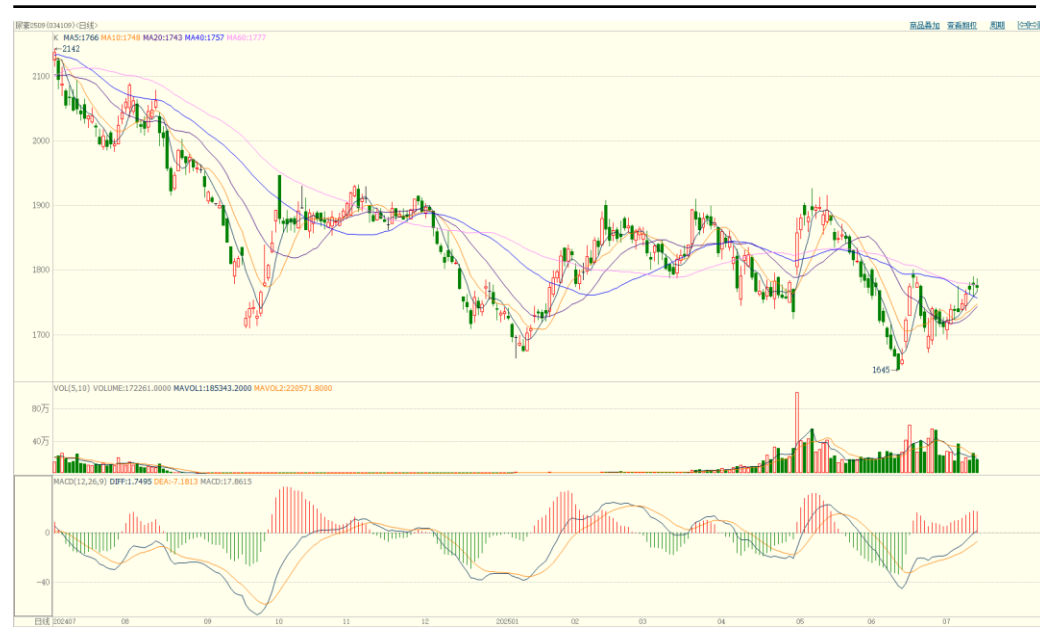 尿素2509(034109)<日线>
商品叠加 查看期权 周期
K MA5:1766 MA10:1748 MA20:1743 MA40:1757 MA60:1777
←2142
2100
2000
1900
1800
1700
1645→
VOL(5,10) VOLUME:172261.0000 MAVOL1:185343.2000 MAVOL2:220571.8000
80万
40万
MACD(12,26,9) DIFF:1.7495 DEA:-7.1813 MACD:17.8615
0
-40
日线 202407 08 09 10 11 12 202501 02 03 04 05 06 07